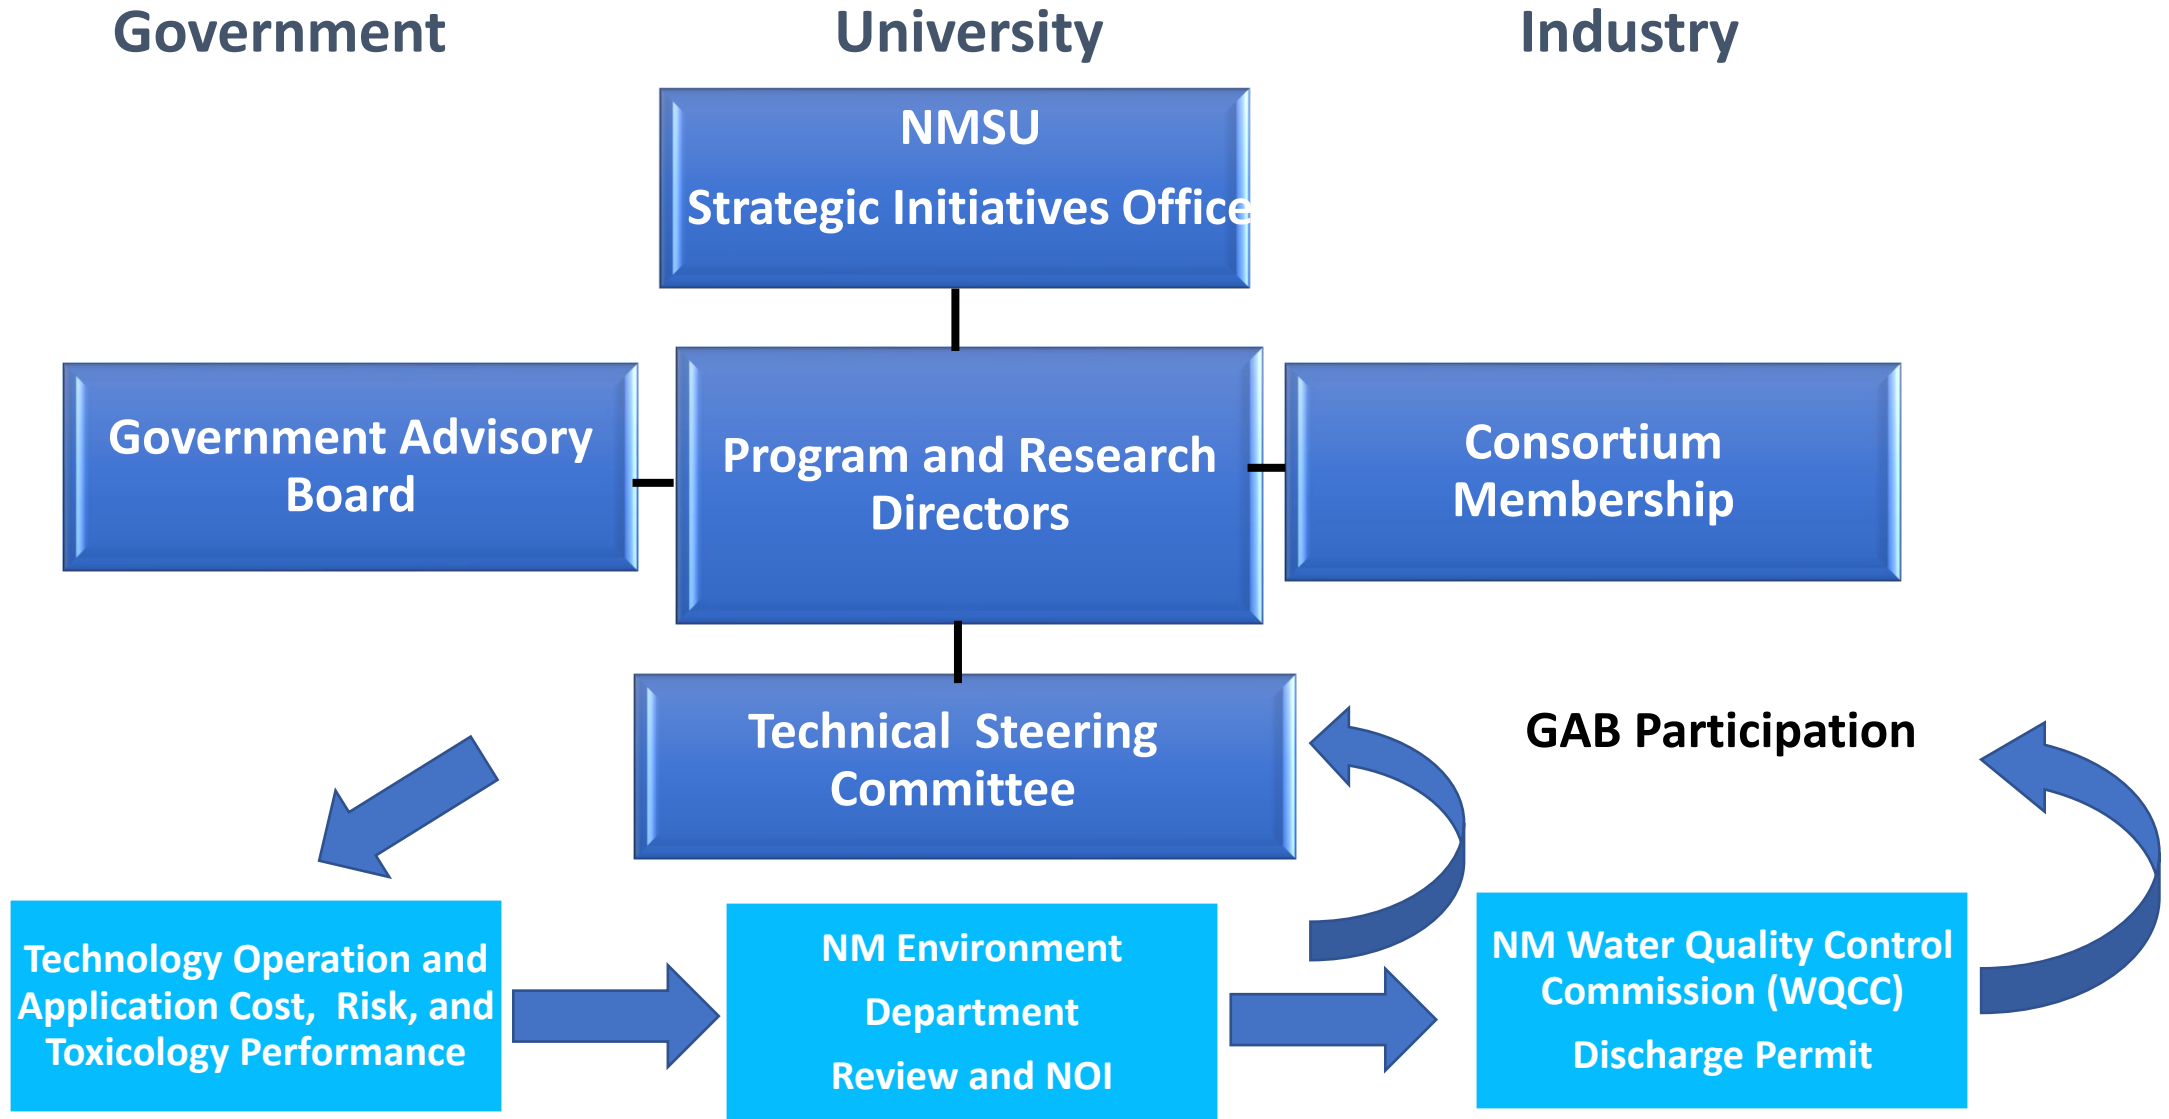 Government
University
Industry
NMSU
Strategic Initiatives Office
Government Advisory
Board
Program and Research
Directors
Consortium
Membership
Technical  Steering
Committee
GAB Participation
Technology Operation and
Application Cost,  Risk, and
Toxicology Performance
NM Environment
Department
Review and NOI
NM Water Quality Control
Commission (WQCC)
Discharge Permit